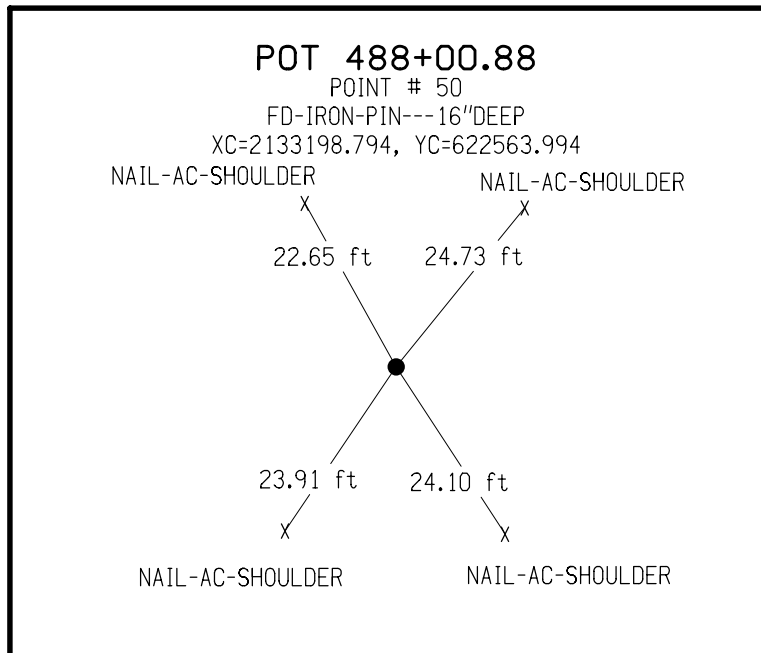 POT 488+00.88
POINT # 50
FD-IRON-PIN---16"DEEP
XC=2133198.794, YC=622563.994
NAIL-AC-SHOULDER
NAIL-AC-SHOULDER
X
X
22.65 ft
24.73 ft
23.91 ft
24.10 ft
X
X
NAIL-AC-SHOULDER
NAIL-AC-SHOULDER